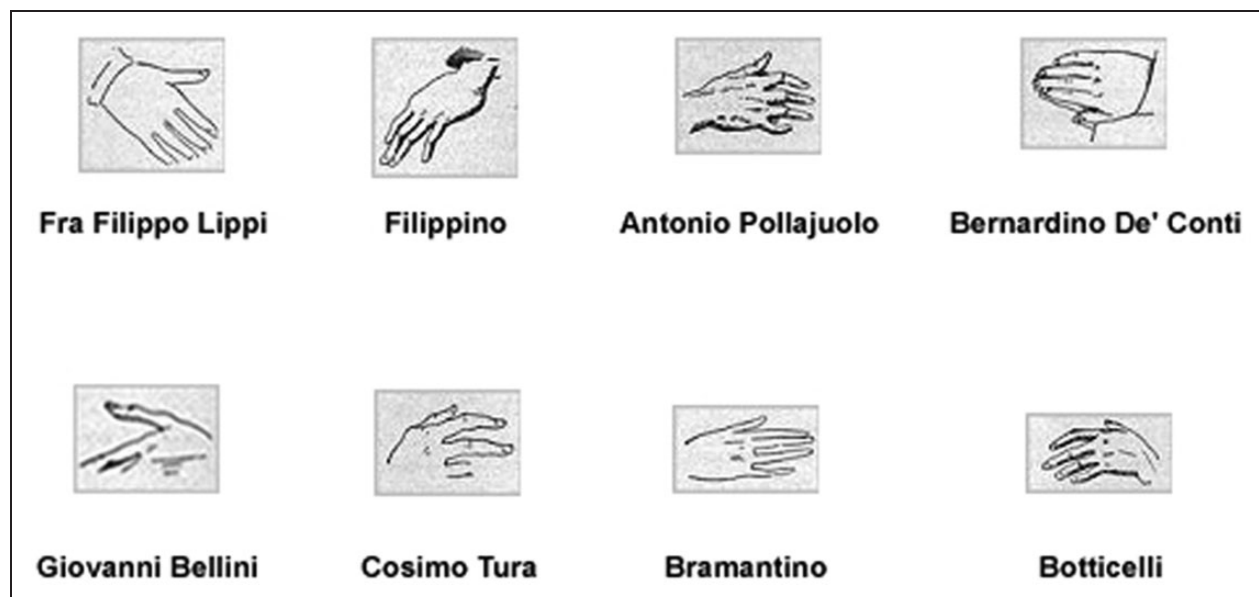 Fra Filippo Lippi
Filippino
Antonio Pollajuolo
Bernardino De' Conti
Giovanni Bellini
Cosimo Tura
Bramantino
Botticelli